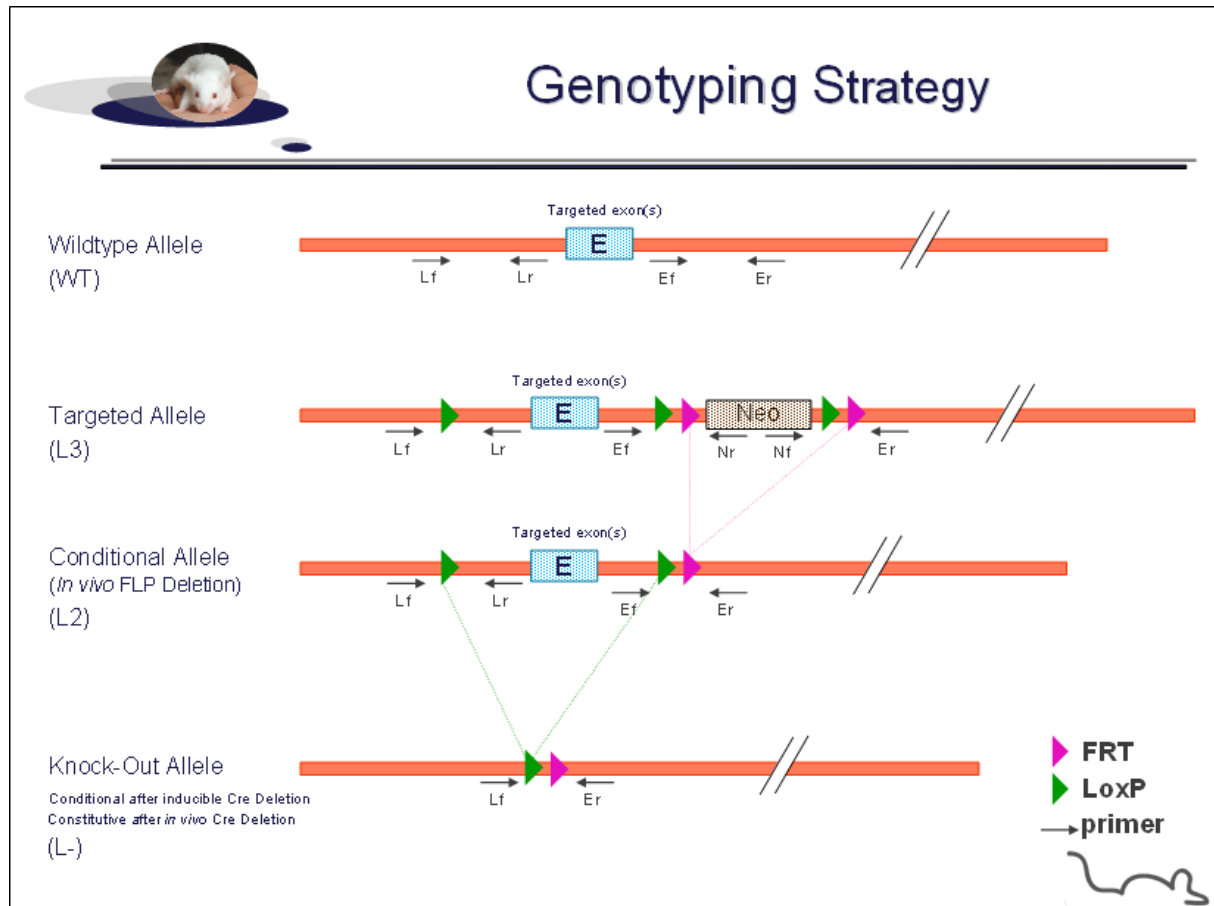 Genotyping Strategy
Targeted exon(s)
Wildtype Allele
(WT)
E
Lf Lr Ef Er
Targeted exon(s)
Targeted Allele
(L3)
E Neo
Lf Lr Ef Nr Nf Er
Targeted exon(s)
Conditional Allele
(In vivo FLP Deletion)
(L2)
E
Lf Lr Ef Er
Knock-Out Allele
Conditional after inducible Cre Deletion
Constitutive after in vivo Cre Deletion
(L-)
Lf Er
FRT
LoxP
primer